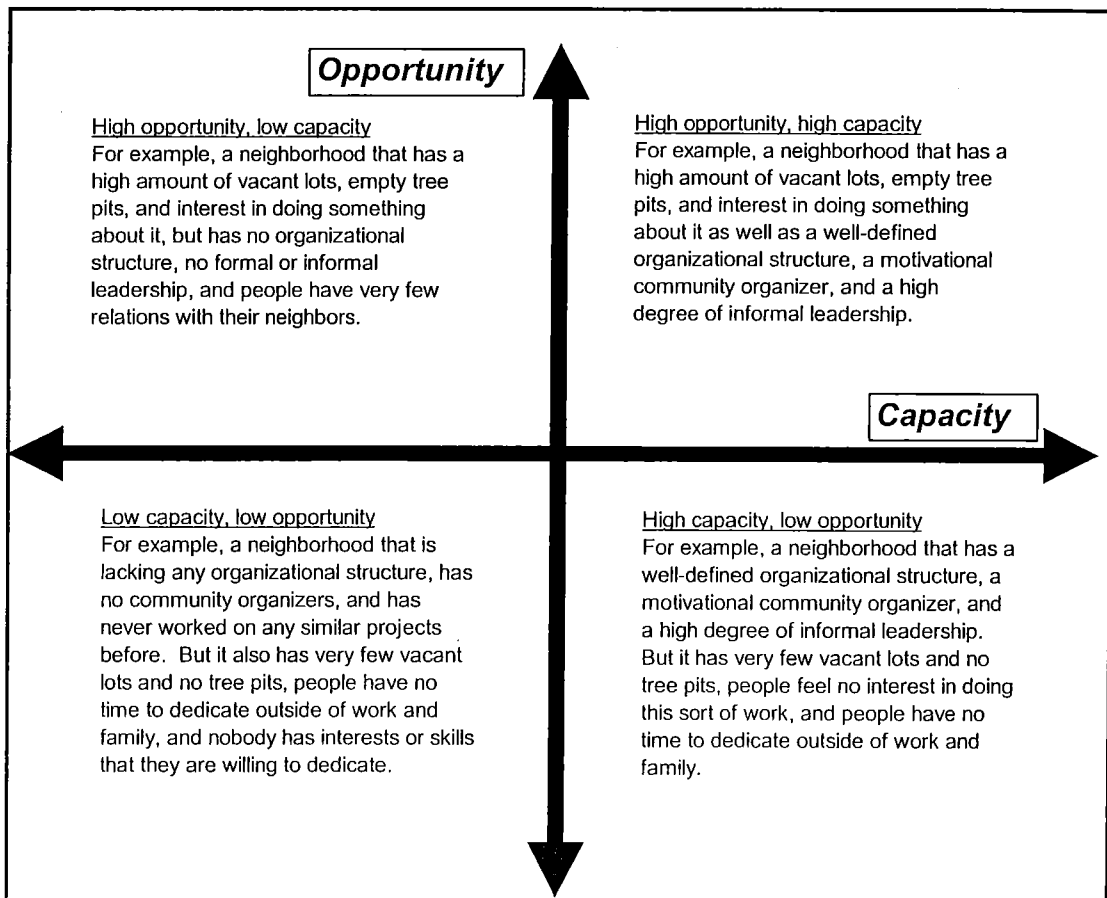 Opportunity
High opportunity, low capacity
For example, a neighborhood that has a
high amount of vacant lots, empty tree
pits, and interest in doing something
about it, but has no organizational
structure, no formal or informal
leadership, and people have very few
relations with their neighbors.
High opportunity, high capacity
For example, a neighborhood that has a
high amount of vacant lots, empty tree
pits, and interest in doing something
about it as well as a well-defined
organizational structure, a motivational
community organizer, and a high
degree of informal leadership.
Capacity
Low capacity, low opportunity
For example, a neighborhood that is
lacking any organizational structure, has
no community organizers, and has
never worked on any similar projects
before. But it also has very few vacant
lots and no tree pits, people have no
time to dedicate outside of work and
family, and nobody has interests or skills
that they are willing to dedicate.
High capacity, low opportunity
For example, a neighborhood that has a
well-defined organizational structure, a
motivational community organizer, and
a high degree of informal leadership.
But it has very few vacant lots and no
tree pits, people feel no interest in doing
this sort of work, and people have no
time to dedicate outside of work and
family.